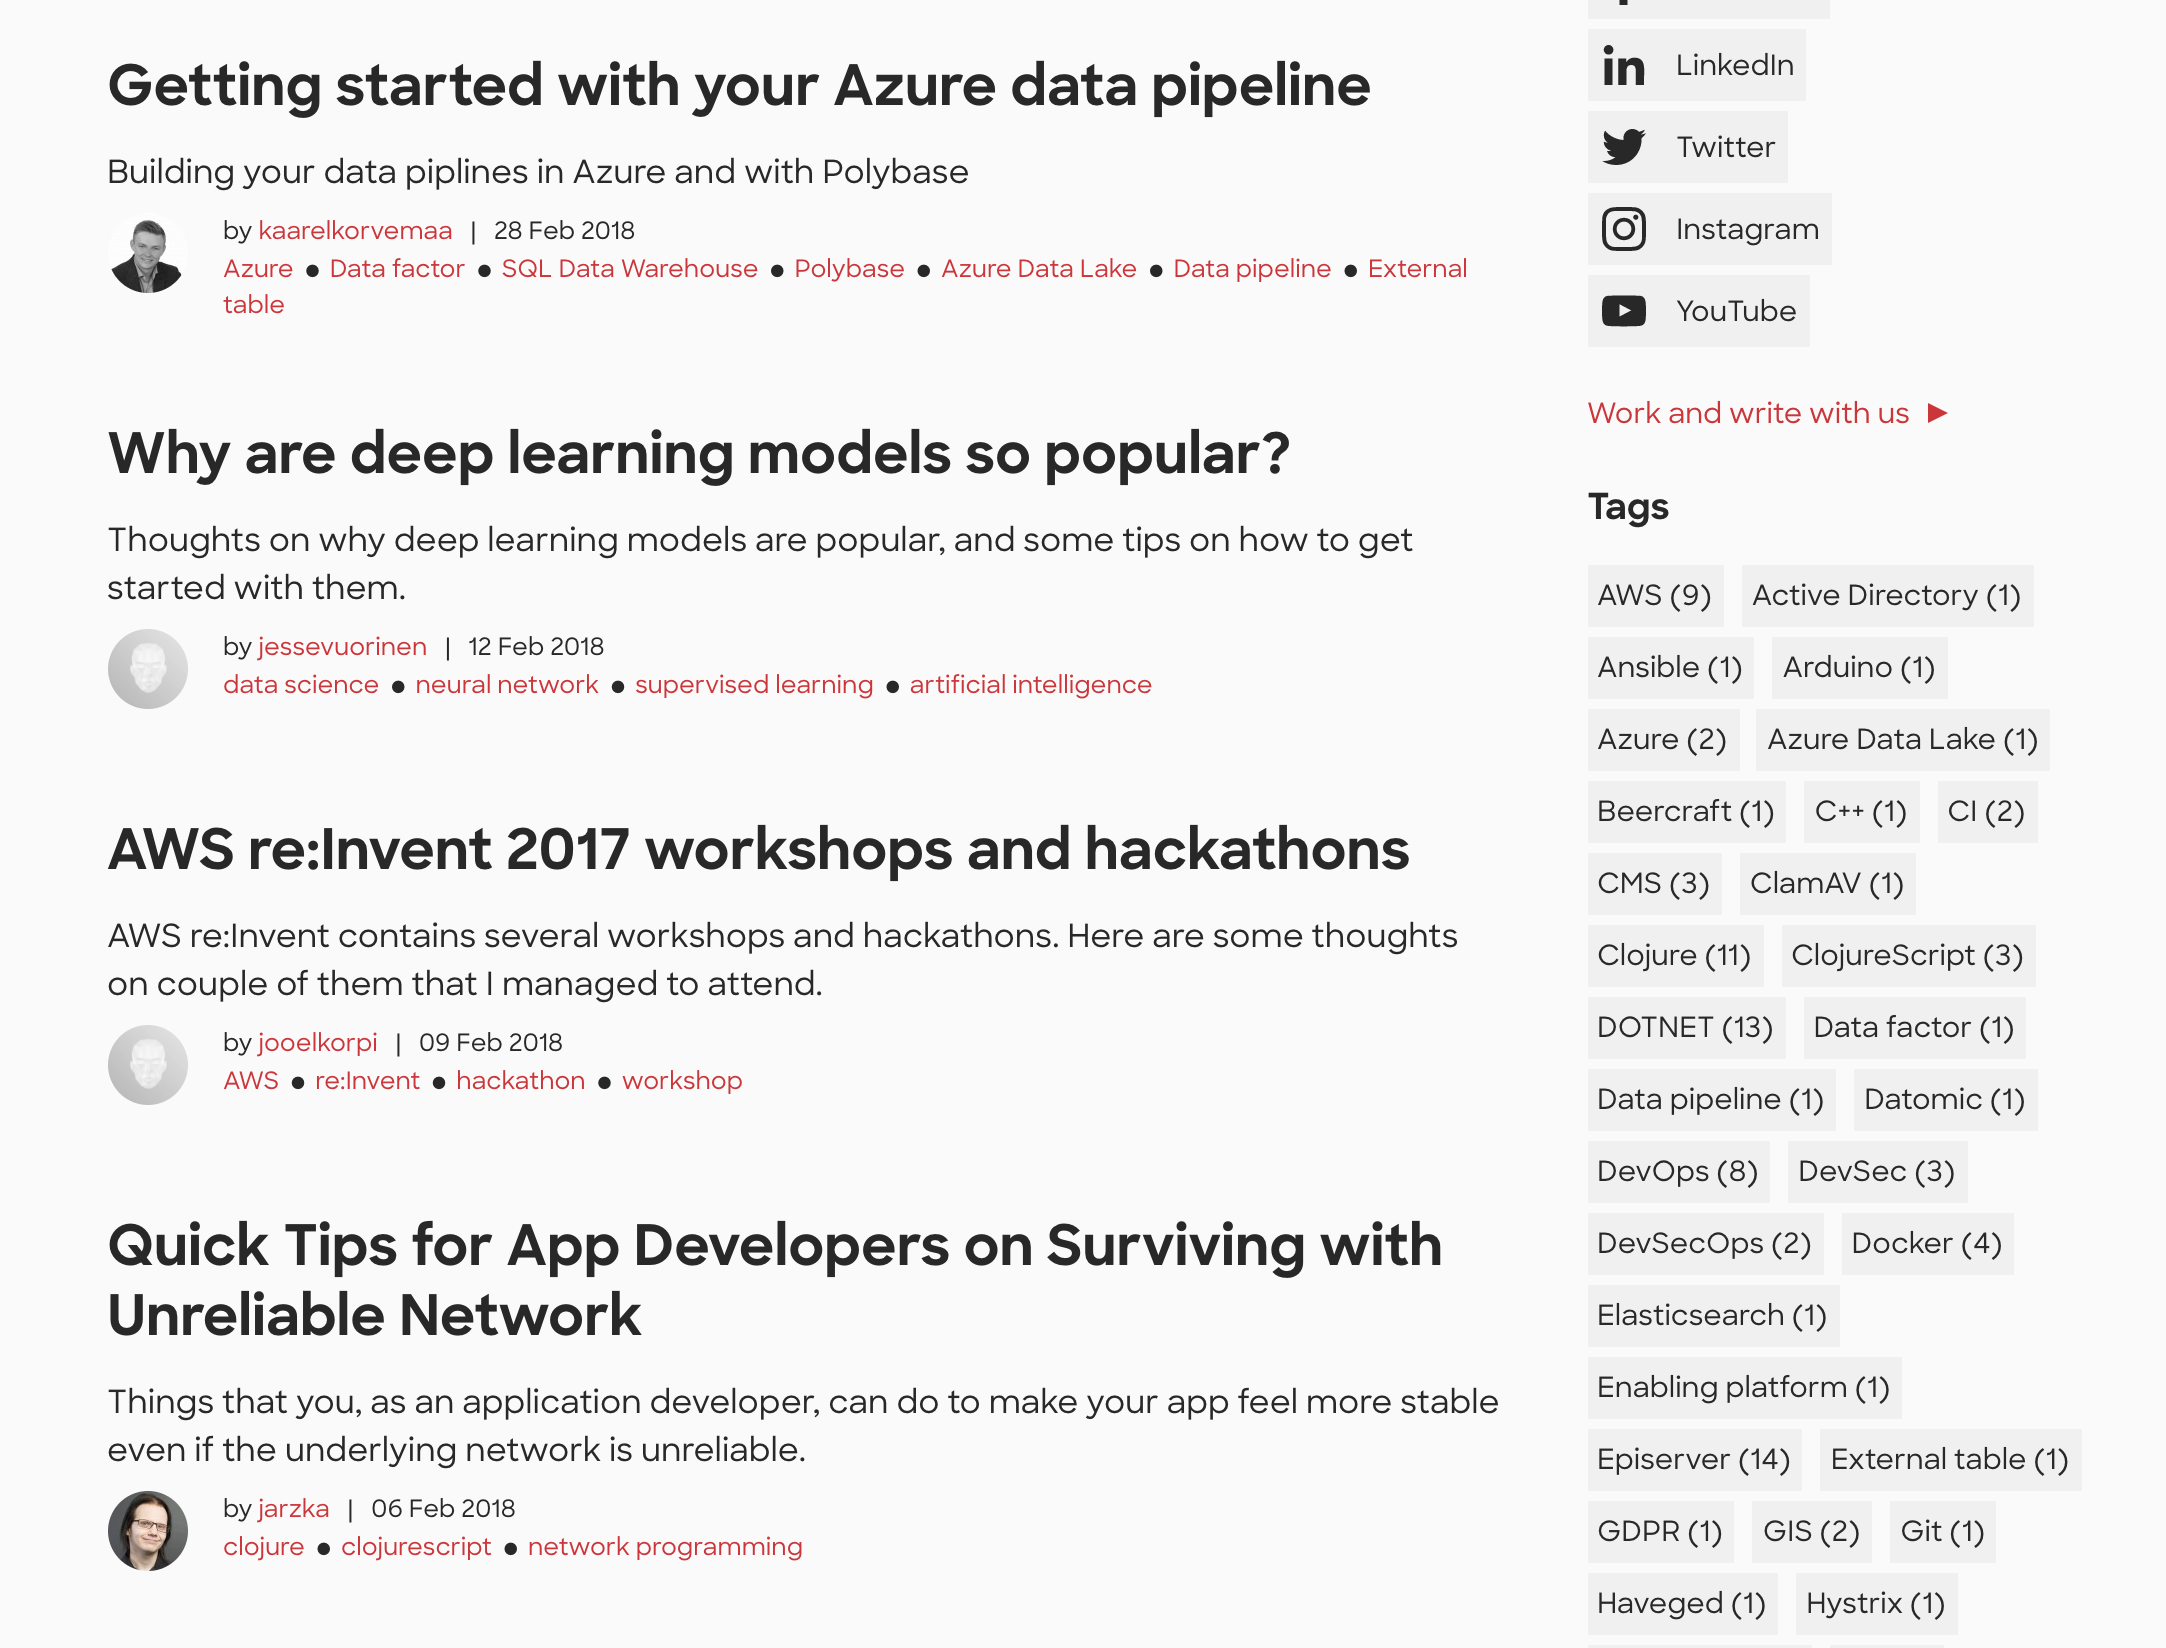 Getting started with your Azure data pipeline
Building your data piplines in Azure and with Polybase
by kaarelkorvemaa | 28 Feb 2018
Azure ● Data factor ● SQL Data Warehouse ● Polybase ● Azure Data Lake ● Data pipeline ● External
table
Why are deep learning models so popular?
Thoughts on why deep learning models are popular, and some tips on how to get
started with them.
by jessevuorinen | 12 Feb 2018
data science ● neural network ● supervised learning ● artificial intelligence
AWS re:Invent 2017 workshops and hackathons
AWS re:Invent contains several workshops and hackathons. Here are some thoughts
on couple of them that I managed to attend.
by jooelkorpi | 09 Feb 2018
AWS ● re:Invent ● hackathon ● workshop
Quick Tips for App Developers on Surviving with
Unreliable Network
Things that you, as an application developer, can do to make your app feel more stable
even if the underlying network is unreliable.
by jarzka | 06 Feb 2018
clojure ● clojurescript ● network programming
LinkedIn
Twitter
Instagram
YouTube
Work and write with us ▶
Tags
AWS (9) Active Directory (1)
Ansible (1) Arduino (1)
Azure (2) Azure Data Lake (1)
Beercraft (1) C++ (1) CI (2)
CMS (3) ClamAV (1)
Clojure (11) ClojureScript (3)
DOTNET (13) Data factor (1)
Data pipeline (1) Datomic (1)
DevOps (8) DevSec (3)
DevSecOps (2) Docker (4)
Elasticsearch (1)
Enabling platform (1)
Episerver (14) External table (1)
GDPR (1) GIS (2) Git (1)
Haveged (1) Hystrix (1)